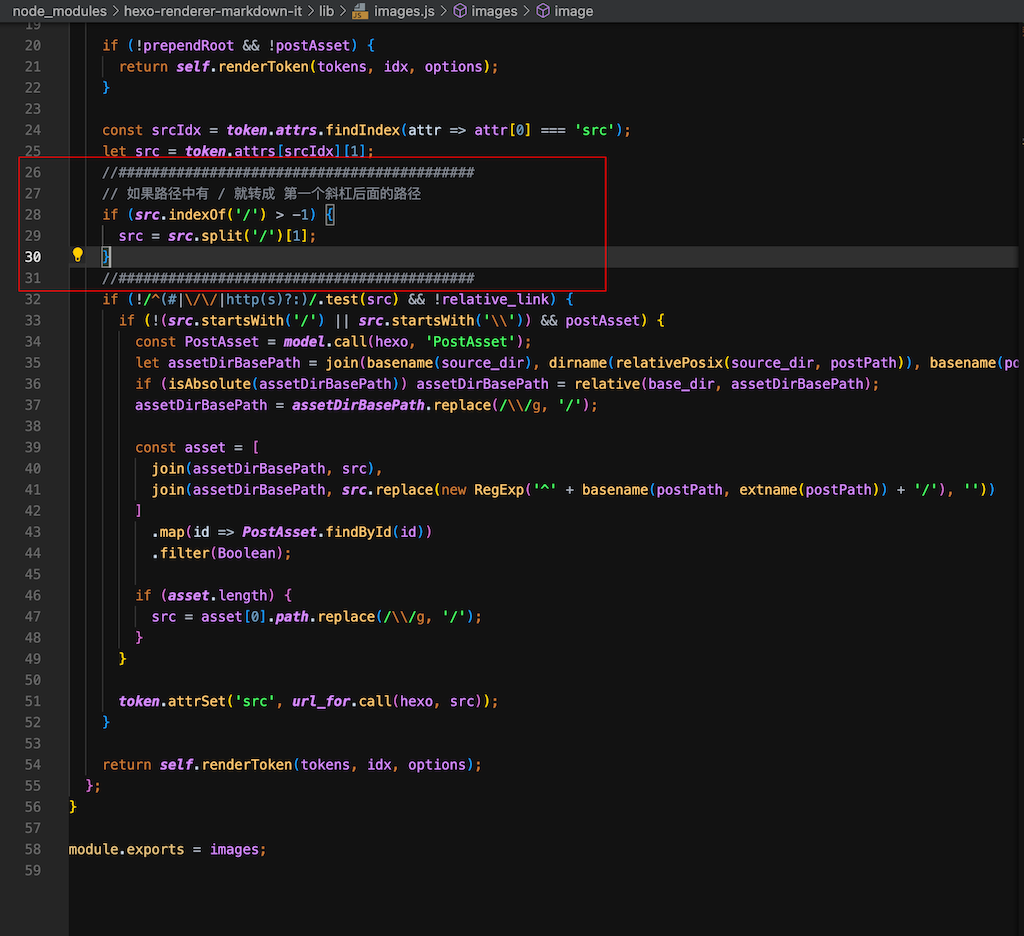 node_modules > hexo-renderer-markdown-it > lib > JS images.js > images > image
19
20 if (!prependRoot && !postAsset) {
21 return self.renderToken(tokens, idx, options);
22 }
23
24 const srcIdx = token.attrs.findIndex(attr => attr[0] === 'src');
25 let src = token.attrs[srcIdx][1];
26 //###########################################
27 // 如果路径中有 / 就转成 第一个斜杠后面的路径
28 if (src.indexOf('/') > -1) {
29 src = src.split('/')[1];
30 }
31 //###########################################
32 if (!/^(#|\/\/|http(s)?:)/.test(src) && !relative_link) {
33 if (!(src.startsWith('/') || src.startsWith('\\')) && postAsset) {
34 const PostAsset = model.call(hexo, 'PostAsset');
35 let assetDirBasePath = join(basename(source_dir), dirname(relativePosix(source_dir, postPath)), basename(po
36 if (isAbsolute(assetDirBasePath)) assetDirBasePath = relative(base_dir, assetDirBasePath);
37 assetDirBasePath = assetDirBasePath.replace(/\\/g, '/');
38
39 const asset = [
40 join(assetDirBasePath, src),
41 join(assetDirBasePath, src.replace(new RegExp('^' + basename(postPath, extname(postPath)) + '/'), ''))
42 ]
43 .map(id => PostAsset.findById(id))
44 .filter(Boolean);
45
46 if (asset.length) {
47 src = asset[0].path.replace(/\\/g, '/');
48 }
49 }
50
51 token.attrSet('src', url_for.call(hexo, src));
52 }
53
54 return self.renderToken(tokens, idx, options);
55 };
56 }
57
58 module.exports = images;
59